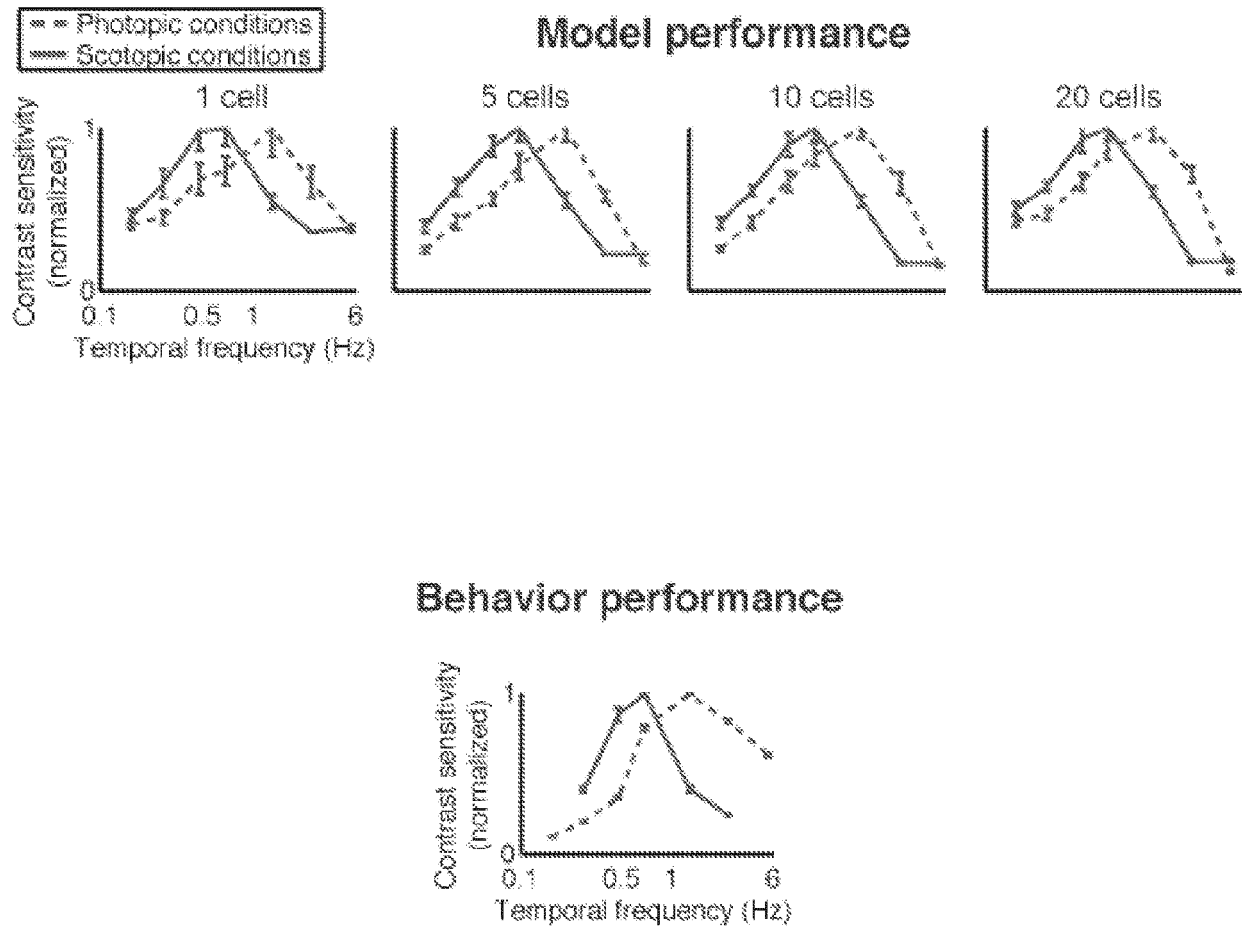 Photopic conditions
Scotopic conditions
Model performance
1 cell
5 cells
10 cells
20 cells
Contrast sensitivity
(normalized)
1
0
0.1 0.5 1 6
Temporal frequency (Hz)
Behavior performance
Contrast sensitivity
(normalized)
1
0
0.1 0.5 1 6
Temporal frequency (Hz)